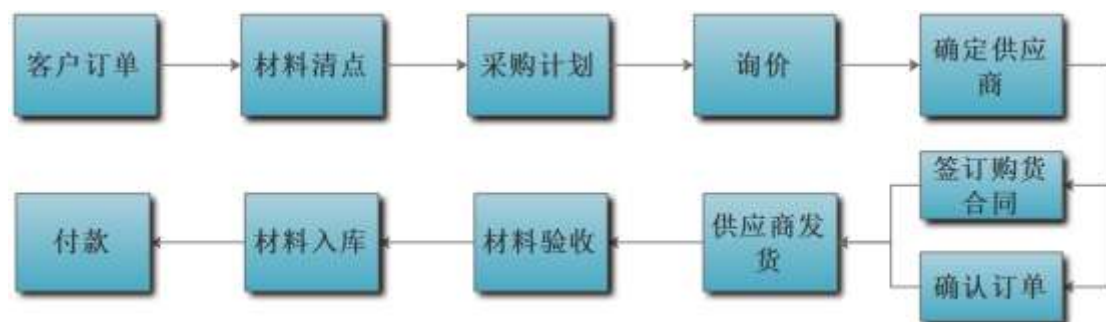 客户订单
材料清点
采购计划
询价
确定供应
商
签订购货
合同
确认订单
供应商发
货
材料验收
材料入库
付款